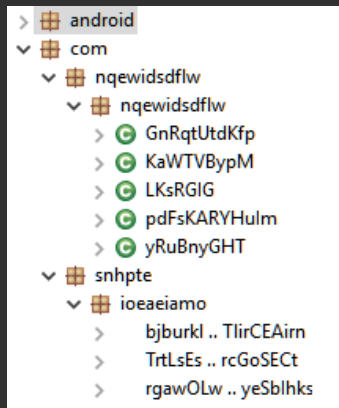 android
com
nqewidsdflw
nqewidsdflw
GnRqtUtdKfp
KaWTVBypM
LKsRGIG
pdFsKARYHulm
yRuBnyGHT
snhpte
ioeaeiamo
bjburkl .. TlirCEAirn
TrtLsEs .. rcGoSECt
rgawOLw .. yeSblhks